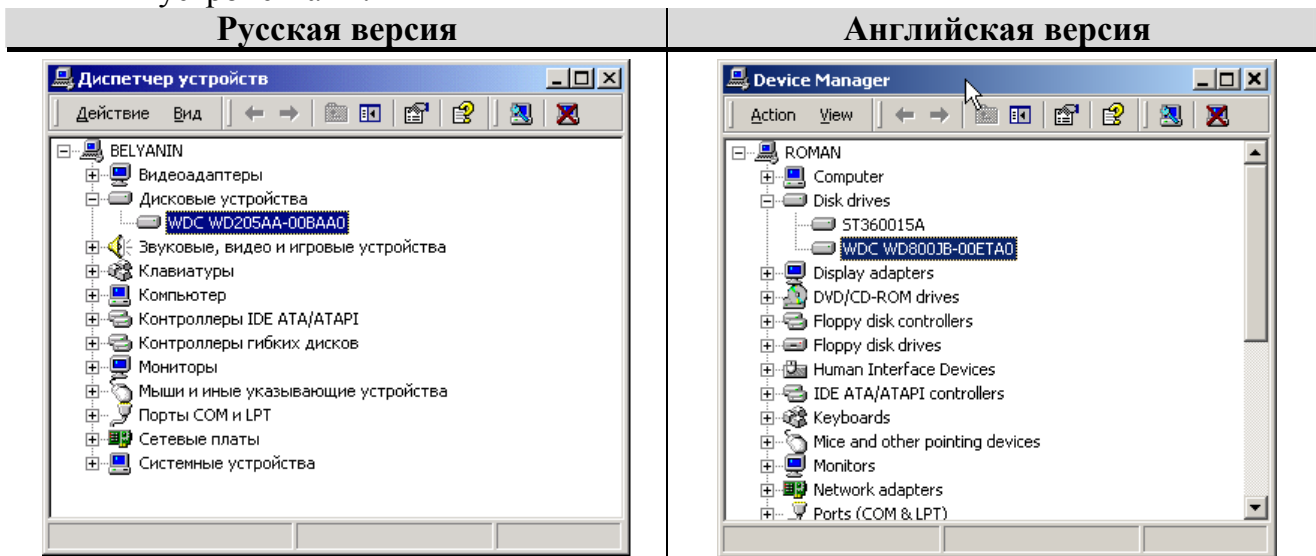 Русская версия
Английская версия
Диспетчер устройств
Действие Вид
BELYANIN
Видеоадаптеры
Дисковые устройства
WDC WD205AA-00BAA0
Звуковые, видео и игровые устройства
Клавиатуры
Компьютер
Контроллеры IDE ATA/ATAPI
Контроллеры гибких дисков
Мониторы
Мыши и иные указывающие устройства
Порты COM и LPT
Сетевые платы
Системные устройства
Device Manager
Action View
ROMAN
Computer
Disk drives
ST360015A
WDC WD800JB-00ETA0
Display adapters
DVD/CD-ROM drives
Floppy disk controllers
Floppy disk drives
Human Interface Devices
IDE ATA/ATAPI controllers
Keyboards
Mice and other pointing devices
Monitors
Network adapters
Ports (COM & LPT)